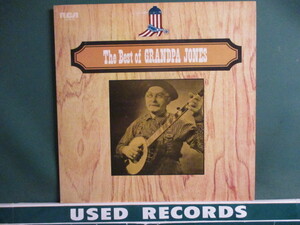 RCA
The Best of GRANDPA JONES
USED RECORDS